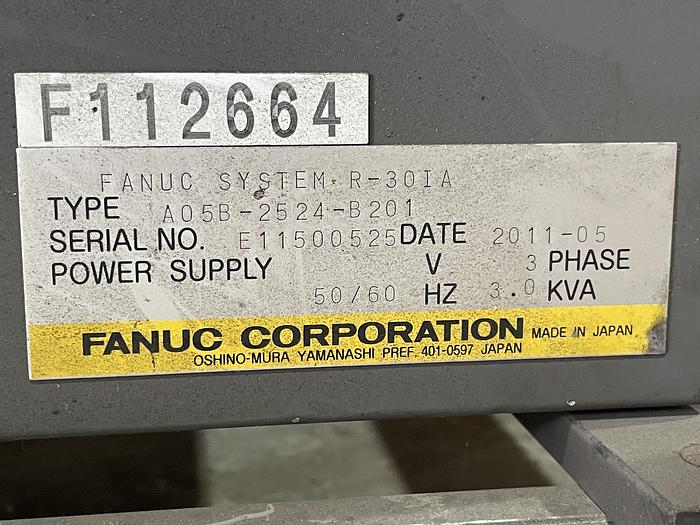 F112664
FANUC SYSTEM R-30IA
TYPE A05B-2524-B201
SERIAL NO. E11500525 DATE 2011-05
POWER SUPPLY V 3 PHASE
50/60 HZ 3.0 KVA
FANUC CORPORATION MADE IN JAPAN
OSHINO-MURA YAMANASHI PREF. 401-0597 JAPAN